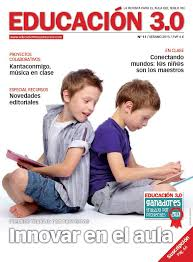 LA REVISTA PARA EL AULA DEL SIGLO XXI
EDUCACIÓN 3.0
PROYECTOS
COLABORATIVOS
Kantaconmigo,
música en clase
ESPECIAL RECURSOS
Novedades
editoriales
EN CLASE
Conectando
mundos: los niños
son los maestros
EDUCACIÓN 3.0
ganadores
Innovar en el aula
Suscripción